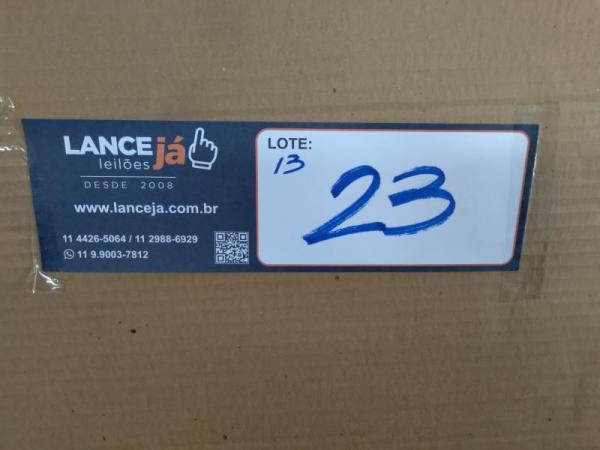 LANCE já
leilões
DESDE 2008
www.lanceja.com.br
11 4426-5064 / 11 2988-6929
11 9.9003-7812
LOTE:
13
23